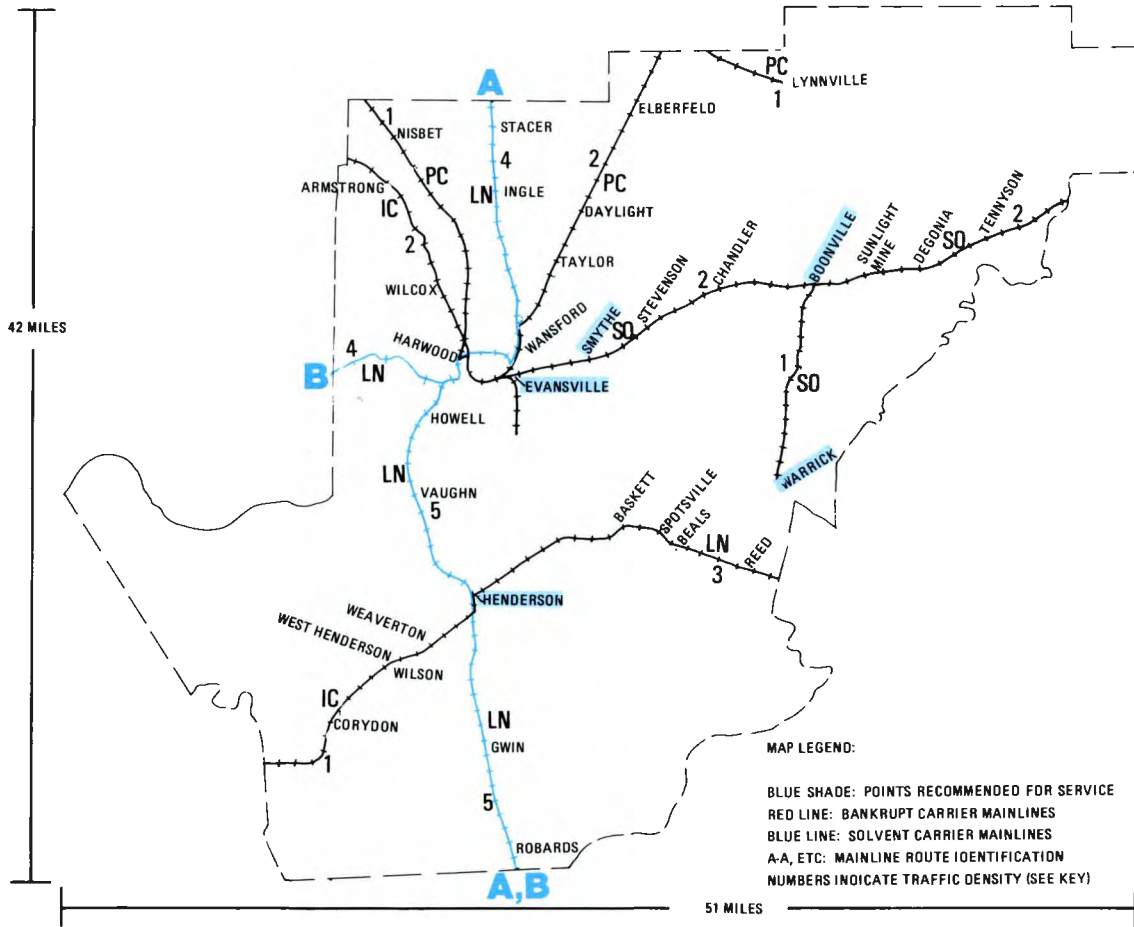 A
PC
LYNNVILLE
1
ELBERFELD
1
NISBET
STACER
4
2
PC
ARMSTRONG
PC
LN
INGLE
IC
DAYLIGHT
2
TENNYSON
2
SO
DEGONIA
SUNLIGHT
MINE
BOONVILLE
TAYLOR
CHANDLER
2
STEVENSON
SO
SMYTHE
WILCOX
WANSFORD
42 MILES
HARWOOD
4
LN
B
EVANSVILLE
1
SO
HOWELL
LN
VAUGHN
5
WARRICK
BASKETT
SPOTSVILLE
BEALS
LN
3
REED
HENDERSON
WEAVERTON
WEST HENDERSON
WILSON
IC
CORYDON
1
LN
GWIN
5
ROBARDS
A,B
MAP LEGEND:
BLUE SHADE: POINTS RECOMMENDED FOR SERVICE
RED LINE: BANKRUPT CARRIER MAINLINES
BLUE LINE: SOLVENT CARRIER MAINLINES
A-A, ETC: MAINLINE ROUTE IDENTIFICATION
NUMBERS INDICATE TRAFFIC DENSITY (SEE KEY)
51 MILES